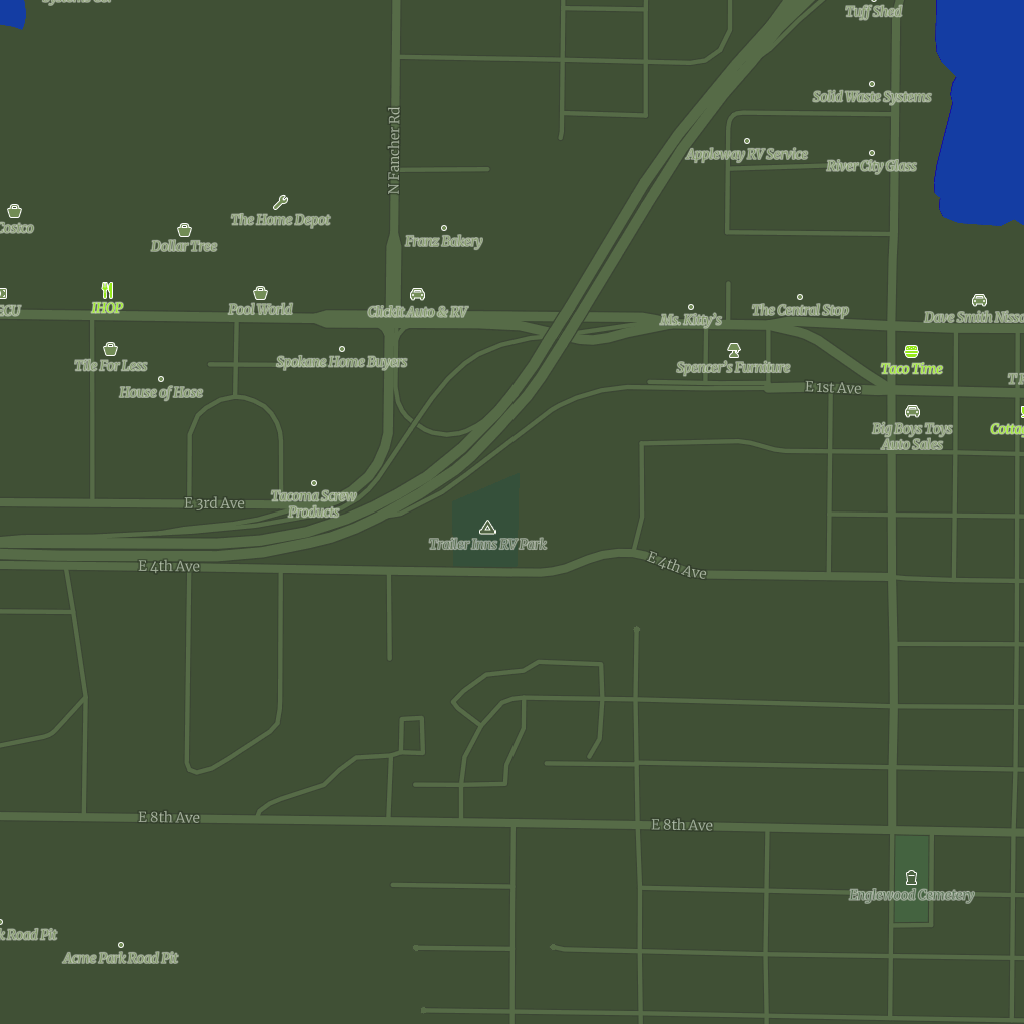 Tuff Shed
Solid Waste Systems
N Fancher Rd
Appleway RV Service
River City Glass
Costco
The Home Depot
Dollar Tree
Franz Bakery
IHOP
Pool World
Clickit Auto & RV
Ms. Kitty's
The Central Stop
Dave Smith Nissa
Tile For Less
Spokane Home Buyers
Spencer's Furniture
Taco Time
House of Hose
E 1st Ave
Big Boys Toys
Auto Sales
E 3rd Ave
Tacoma Screw
Products
Trailer Inns RV Park
E 4th Ave
E 4th Ave
E 8th Ave
E 8th Ave
Englewood Cemetery
Road Pit
Acme Park Road Pit